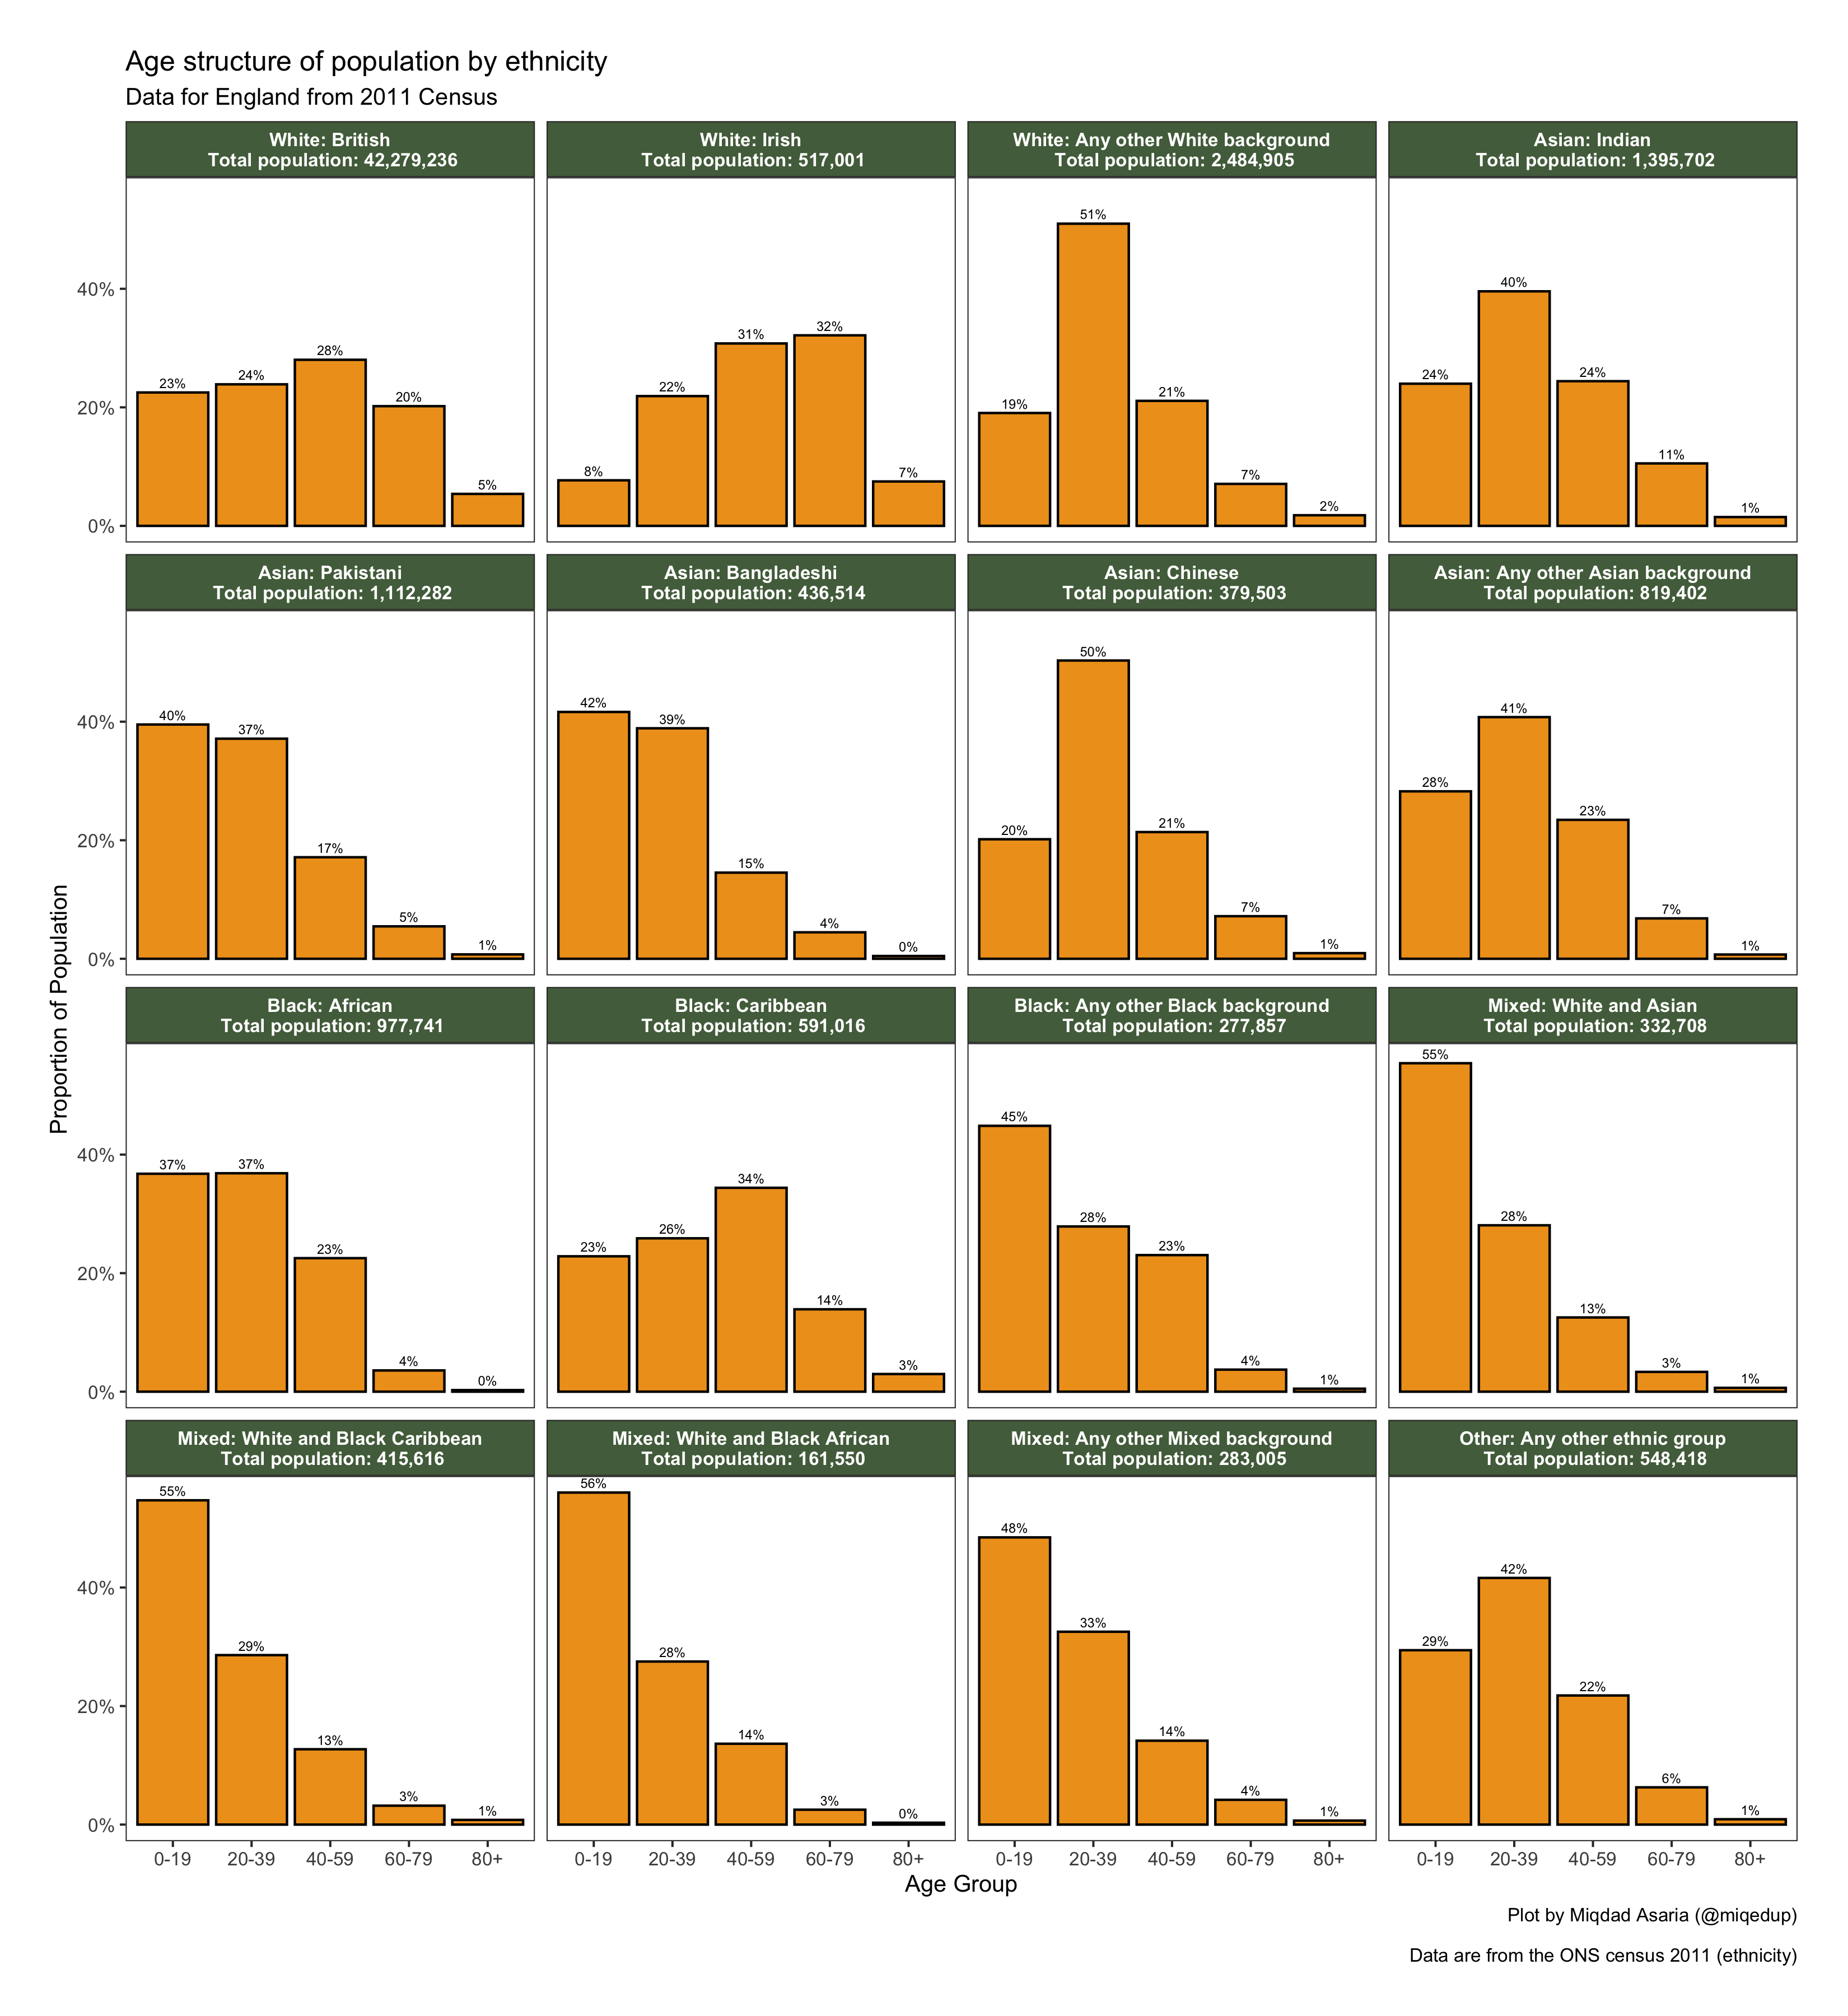 Age structure of population by ethnicity
Data for England from 2011 Census
White: British
Total population: 42,279,236
White: Irish
Total population: 517,001
White: Any other White background
Total population: 2,484,905
Asian: Indian
Total population: 1,395,702
40%
20%
0%
23%
24%
28%
20%
5%
8%
22%
31%
32%
7%
19%
51%
21%
7%
2%
24%
40%
24%
11%
1%
Asian: Pakistani
Total population: 1,112,282
Asian: Bangladeshi
Total population: 436,514
Asian: Chinese
Total population: 379,503
Asian: Any other Asian background
Total population: 819,402
40%
20%
0%
40%
37%
17%
5%
1%
42%
39%
15%
4%
0%
20%
50%
21%
7%
1%
28%
41%
23%
7%
1%
Proportion of Population
Black: African
Total population: 977,741
Black: Caribbean
Total population: 591,016
Black: Any other Black background
Total population: 277,857
Mixed: White and Asian
Total population: 332,708
40%
20%
0%
37%
37%
23%
4%
0%
23%
26%
34%
14%
3%
45%
28%
23%
4%
1%
55%
28%
13%
3%
1%
Mixed: White and Black Caribbean
Total population: 415,616
Mixed: White and Black African
Total population: 161,550
Mixed: Any other Mixed background
Total population: 283,005
Other: Any other ethnic group
Total population: 548,418
40%
20%
0%
55%
29%
13%
3%
1%
56%
28%
14%
3%
0%
48%
33%
14%
4%
1%
29%
42%
22%
6%
1%
0-19 20-39 40-59 60-79 80+
0-19 20-39 40-59 60-79 80+
0-19 20-39 40-59 60-79 80+
0-19 20-39 40-59 60-79 80+
Age Group
Plot by Miqdad Asaria (@miqedup)
Data are from the ONS census 2011 (ethnicity)